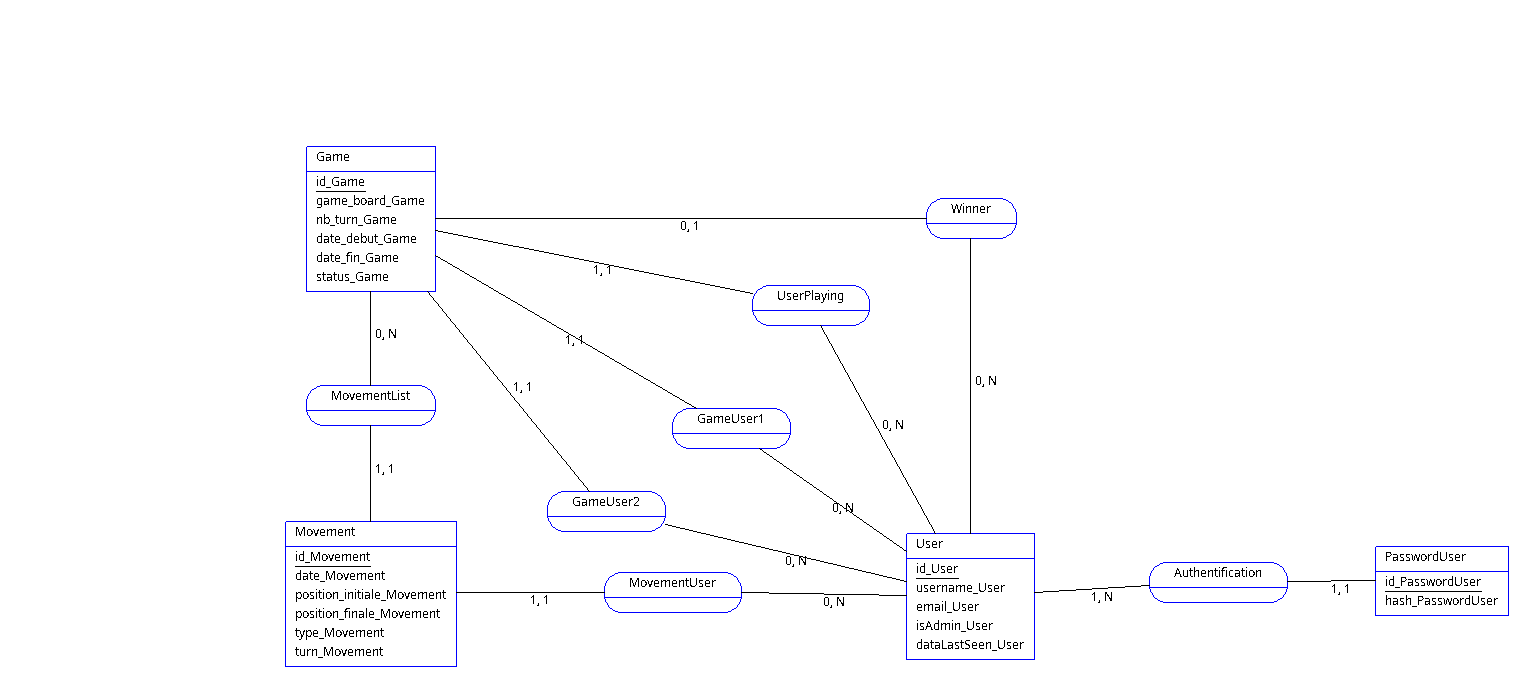 Game
id_Game
game_board_Game
nb_turn_Game
date_debut_Game
date_fin_Game
status_Game
Winner
0, 1
1, 1
UserPlaying
0, N
1, 1
1, 1
0, N
MovementList
GameUser1
0, N
1, 1
GameUser2
0, N
0, N
Movement
id_Movement
date_Movement
position_initiale_Movement
position_finale_Movement
type_Movement
turn_Movement
1, 1
MovementUser
0, N
User
id_User
username_User
email_User
isAdmin_User
dataLastSeen_User
1, N
Authentification
1, 1
PasswordUser
id_PasswordUser
hash_PasswordUser